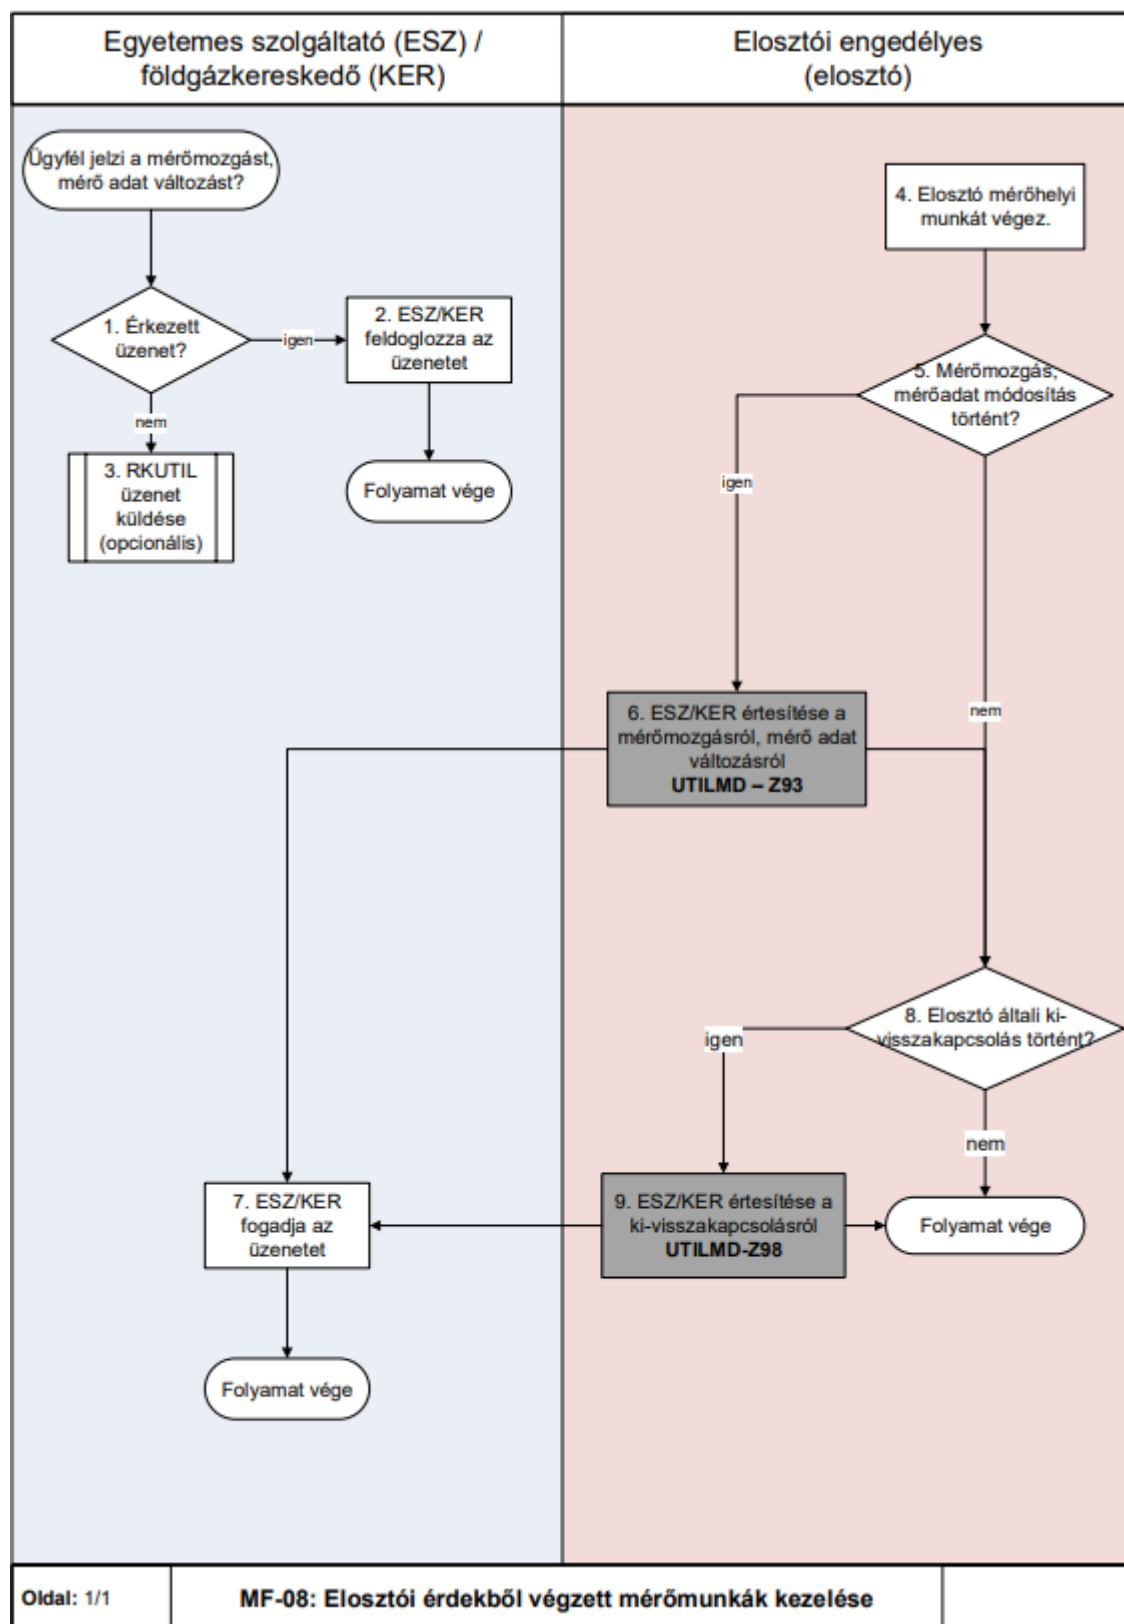 Egyetemes szolgáltató (ESZ) /
földgázkereskedő (KER)
Elosztói engedélyes
(elosztó)
Ügyfél jelzi a mérőmozgást,
mérő adat változást?
1. Érkezett
üzenet?
igen
2. ESZ/KER
feldoglozza az
üzenetet
nem
3. RKUTIL
üzenet
küldése
(opcionális)
Folyamat vége
4. Elosztó mérőhelyi
munkát végez.
5. Mérőmozgás,
mérőadat módosítás
történt?
igen
nem
6. ESZ/KER értesítése a
mérőmozgásról, mérő adat
változásról
UTILMD – Z93
8. Elosztó általi ki-
visszakapcsolás történt?
igen
nem
7. ESZ/KER
fogadja az
üzenetet
9. ESZ/KER értesítése a
ki-visszakapcsolásról
UTILMD-Z98
Folyamat vége
Folyamat vége
Oldal: 1/1
MF-08: Elosztói érdekből végzett mérőmunkák kezelése